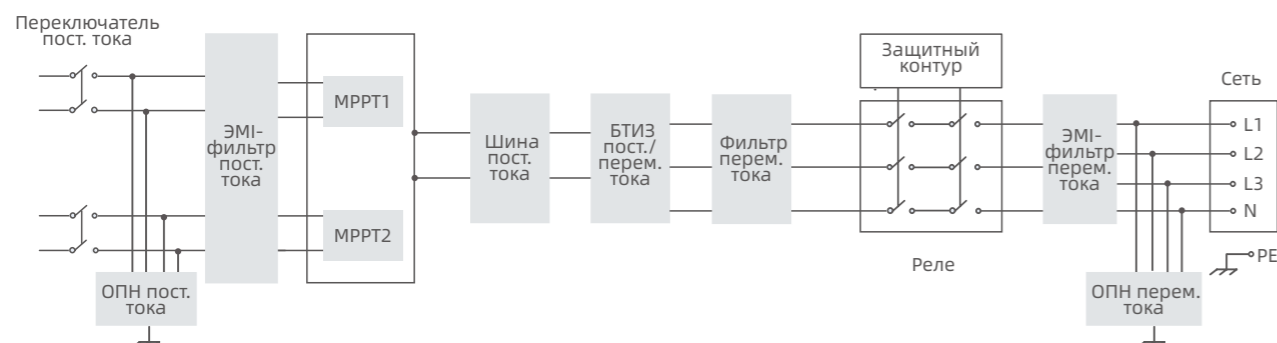 Переключатель
пост. тока
ЭМI-
фильтр
пост.
тока
MPPT1
MPPT2
ОПН пост.
тока
Шина
пост.
тока
БТИЗ
пост./
перем.
тока
Фильтр
перем.
тока
Защитный
контур
Реле
ЭМI-
фильтр
перем.
тока
Сеть
L1
L2
L3
N
PE
ОПН перем.
тока